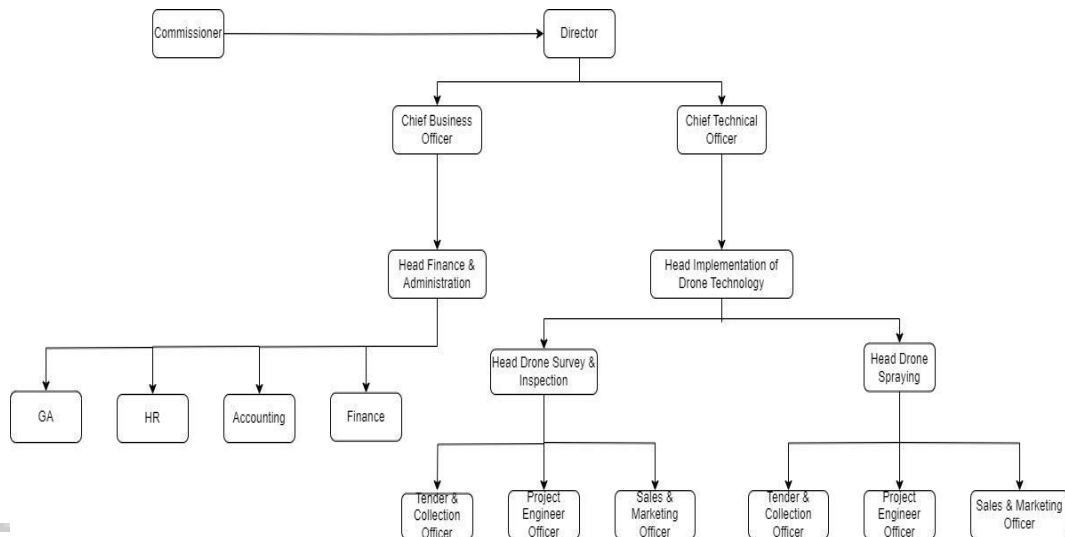 Commissioner
Director
Chief Business
Officer
Chief Technical
Officer
Head Finance &
Administration
Head Implementation of
Drone Technology
Head Drone Survey &
Inspection
Head Drone
Spraying
GA
HR
Accounting
Finance
Tender &
Collection
Officer
Project
Engineer
Officer
Sales &
Marketing
Officer
Tender &
Collection
Officer
Project
Engineer
Officer
Sales & Marketing
Officer